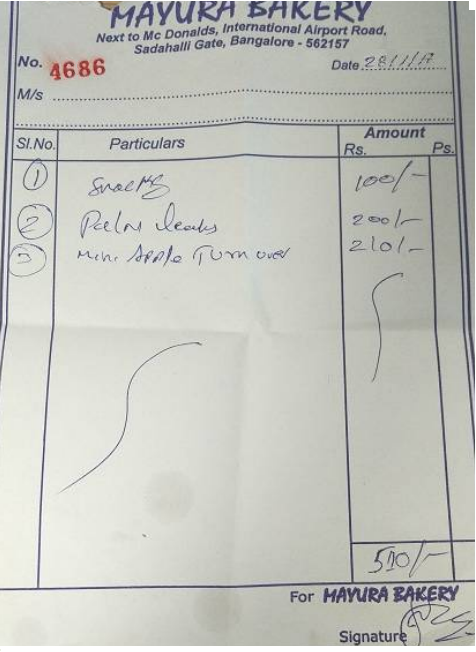 MAYURA BAKERY
Next to Mc Donalds, International Airport Road,
Sadahalli Gate, Bangalore - 562157
No. 4686 Date 28/1/17
M/s
Sl.No. Particulars Amount
Rs. Ps.
1 100/-
2 Palm leaves 200/-
3 Mini Apple Turn over 210/-
510/-
For MAYURA BAKERY
Signature